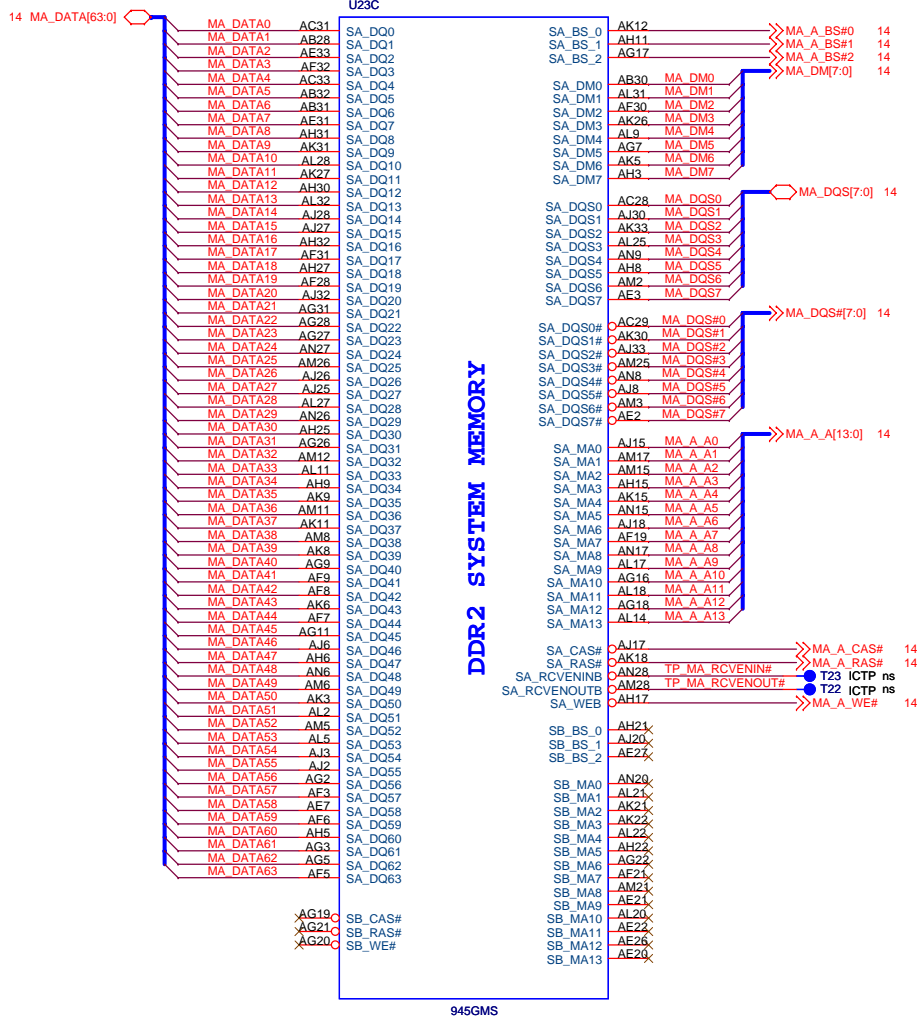 U23C
14 MA_DATA[63:0]
MA_DATA0 AC31 SA_DQ0
MA_DATA1 AB28 SA_DQ1
MA_DATA2 AE33 SA_DQ2
MA_DATA3 AF32 SA_DQ3
MA_DATA4 AC33 SA_DQ4
MA_DATA5 AB32 SA_DQ5
MA_DATA6 AB31 SA_DQ6
MA_DATA7 AE31 SA_DQ7
MA_DATA8 AH31 SA_DQ8
MA_DATA9 AK31 SA_DQ9
MA_DATA10 AL28 SA_DQ10
MA_DATA11 AK27 SA_DQ11
MA_DATA12 AH30 SA_DQ12
MA_DATA13 AL32 SA_DQ13
MA_DATA14 AJ28 SA_DQ14
MA_DATA15 AJ27 SA_DQ15
MA_DATA16 AH32 SA_DQ16
MA_DATA17 AF31 SA_DQ17
MA_DATA18 AH27 SA_DQ18
MA_DATA19 AF28 SA_DQ19
MA_DATA20 AJ32 SA_DQ20
MA_DATA21 AG31 SA_DQ21
MA_DATA22 AG28 SA_DQ22
MA_DATA23 AG27 SA_DQ23
MA_DATA24 AN27 SA_DQ24
MA_DATA25 AM26 SA_DQ25
MA_DATA26 AJ26 SA_DQ26
MA_DATA27 AJ25 SA_DQ27
MA_DATA28 AL27 SA_DQ28
MA_DATA29 AN26 SA_DQ29
MA_DATA30 AH25 SA_DQ30
MA_DATA31 AG26 SA_DQ31
MA_DATA32 AM12 SA_DQ32
MA_DATA33 AL11 SA_DQ33
MA_DATA34 AH9 SA_DQ34
MA_DATA35 AK9 SA_DQ35
MA_DATA36 AM11 SA_DQ36
MA_DATA37 AK11 SA_DQ37
MA_DATA38 AM8 SA_DQ38
MA_DATA39 AK8 SA_DQ39
MA_DATA40 AG9 SA_DQ40
MA_DATA41 AF9 SA_DQ41
MA_DATA42 AF8 SA_DQ42
MA_DATA43 AK6 SA_DQ43
MA_DATA44 AF7 SA_DQ44
MA_DATA45 AG11 SA_DQ45
MA_DATA46 AJ6 SA_DQ46
MA_DATA47 AH6 SA_DQ47
MA_DATA48 AN6 SA_DQ48
MA_DATA49 AM6 SA_DQ49
MA_DATA50 AK3 SA_DQ50
MA_DATA51 AL2 SA_DQ51
MA_DATA52 AM5 SA_DQ52
MA_DATA53 AL5 SA_DQ53
MA_DATA54 AJ3 SA_DQ54
MA_DATA55 AJ2 SA_DQ55
MA_DATA56 AG2 SA_DQ56
MA_DATA57 AF3 SA_DQ57
MA_DATA58 AE7 SA_DQ58
MA_DATA59 AF6 SA_DQ59
MA_DATA60 AH5 SA_DQ60
MA_DATA61 AG3 SA_DQ61
MA_DATA62 AG5 SA_DQ62
MA_DATA63 AF5 SA_DQ63
AG19 SB_CAS#
AG21 SB_RAS#
AG20 SB_WE#
DDR2 SYSTEM MEMORY
SA_BS_0 AK12 MA_A_BS#0 14
SA_BS_1 AH11 MA_A_BS#1 14
SA_BS_2 AG17 MA_A_BS#2 14
MA_DM[7:0] 14
SA_DM0 AB30 MA_DM0
SA_DM1 AL31 MA_DM1
SA_DM2 AF30 MA_DM2
SA_DM3 AK26 MA_DM3
SA_DM4 AL9 MA_DM4
SA_DM5 AG7 MA_DM5
SA_DM6 AK5 MA_DM6
SA_DM7 AH3 MA_DM7
MA_DQS[7:0] 14
SA_DQS0 AC28 MA_DQS0
SA_DQS1 AJ30 MA_DQS1
SA_DQS2 AK33 MA_DQS2
SA_DQS3 AL25 MA_DQS3
SA_DQS4 AN9 MA_DQS4
SA_DQS5 AH8 MA_DQS5
SA_DQS6 AM2 MA_DQS6
SA_DQS7 AE3 MA_DQS7
MA_DQS#[7:0] 14
SA_DQS0# AC29 MA_DQS#0
SA_DQS1# AK30 MA_DQS#1
SA_DQS2# AJ33 MA_DQS#2
SA_DQS3# AM25 MA_DQS#3
SA_DQS4# AN8 MA_DQS#4
SA_DQS5# AJ8 MA_DQS#5
SA_DQS6# AM3 MA_DQS#6
SA_DQS7# AE2 MA_DQS#7
MA_A_A[13:0] 14
SA_MA0 AJ15 MA_A_A0
SA_MA1 AM17 MA_A_A1
SA_MA2 AM15 MA_A_A2
SA_MA3 AH15 MA_A_A3
SA_MA4 AK15 MA_A_A4
SA_MA5 AN15 MA_A_A5
SA_MA6 AJ18 MA_A_A6
SA_MA7 AF19 MA_A_A7
SA_MA8 AN17 MA_A_A8
SA_MA9 AL17 MA_A_A9
SA_MA10 AG16 MA_A_A10
SA_MA11 AL18 MA_A_A11
SA_MA12 AG18 MA_A_A12
SA_MA13 AL14 MA_A_A13
SA_CAS# AJ17 MA_A_CAS# 14
SA_RAS# AK18 MA_A_RAS# 14
SA_RCVENINB AN28 TP_MA_RCVENIN# T23 ICTP ns
SA_RCVENOUTB AM28 TP_MA_RCVENOUT# T22 ICTP ns
SA_WEB AH17 MA_A_WE# 14
SB_BS_0 AH21
SB_BS_1 AJ20
SB_BS_2 AE27
SB_MA0 AN20
SB_MA1 AL21
SB_MA2 AK21
SB_MA3 AK22
SB_MA4 AL22
SB_MA5 AH22
SB_MA6 AG22
SB_MA7 AF21
SB_MA8 AM21
SB_MA9 AE21
SB_MA10 AL20
SB_MA11 AE22
SB_MA12 AE26
SB_MA13 AE20
945GMS